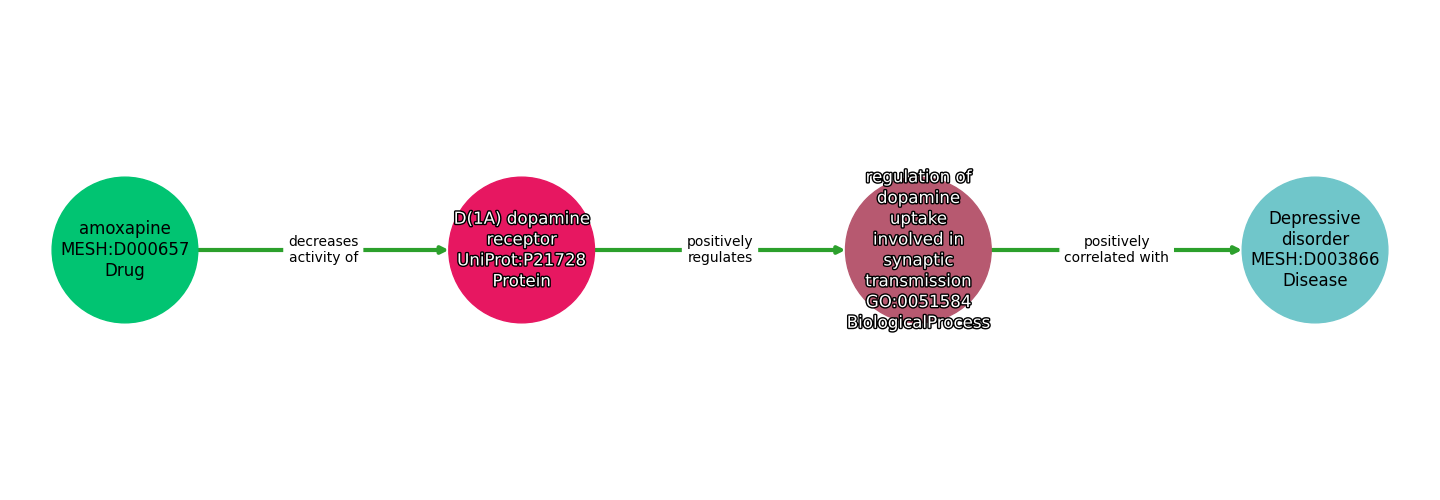 amoxapine
MESH:D000657
Drug
decreases
activity of
D(1A) dopamine
receptor
UniProt:P21728
Protein
positively
regulates
regulation of
dopamine
uptake
involved in
synaptic
transmission
GO:0051584
BiologicalProcess
positively
correlated with
Depressive
disorder
MESH:D003866
Disease